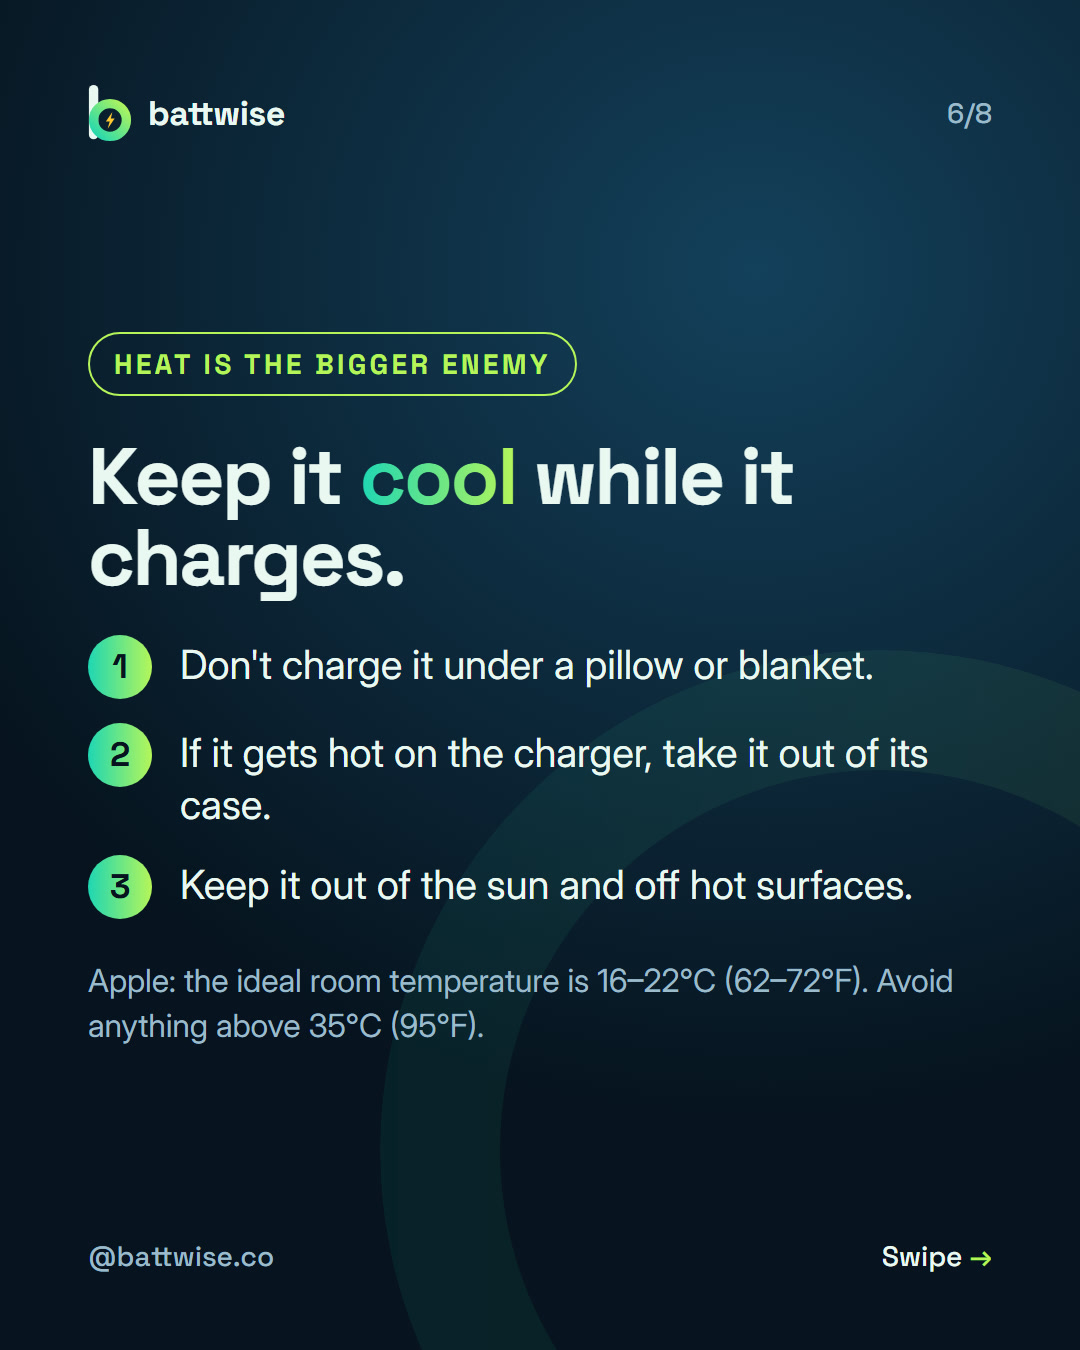 battwise
6/8
HEAT IS THE BIGGER ENEMY
Keep it cool while it
charges.
1 Don't charge it under a pillow or blanket.
2 If it gets hot on the charger, take it out of its
case.
3 Keep it out of the sun and off hot surfaces.
Apple: the ideal room temperature is 16–22°C (62–72°F). Avoid
anything above 35°C (95°F).
@battwise.co
Swipe →